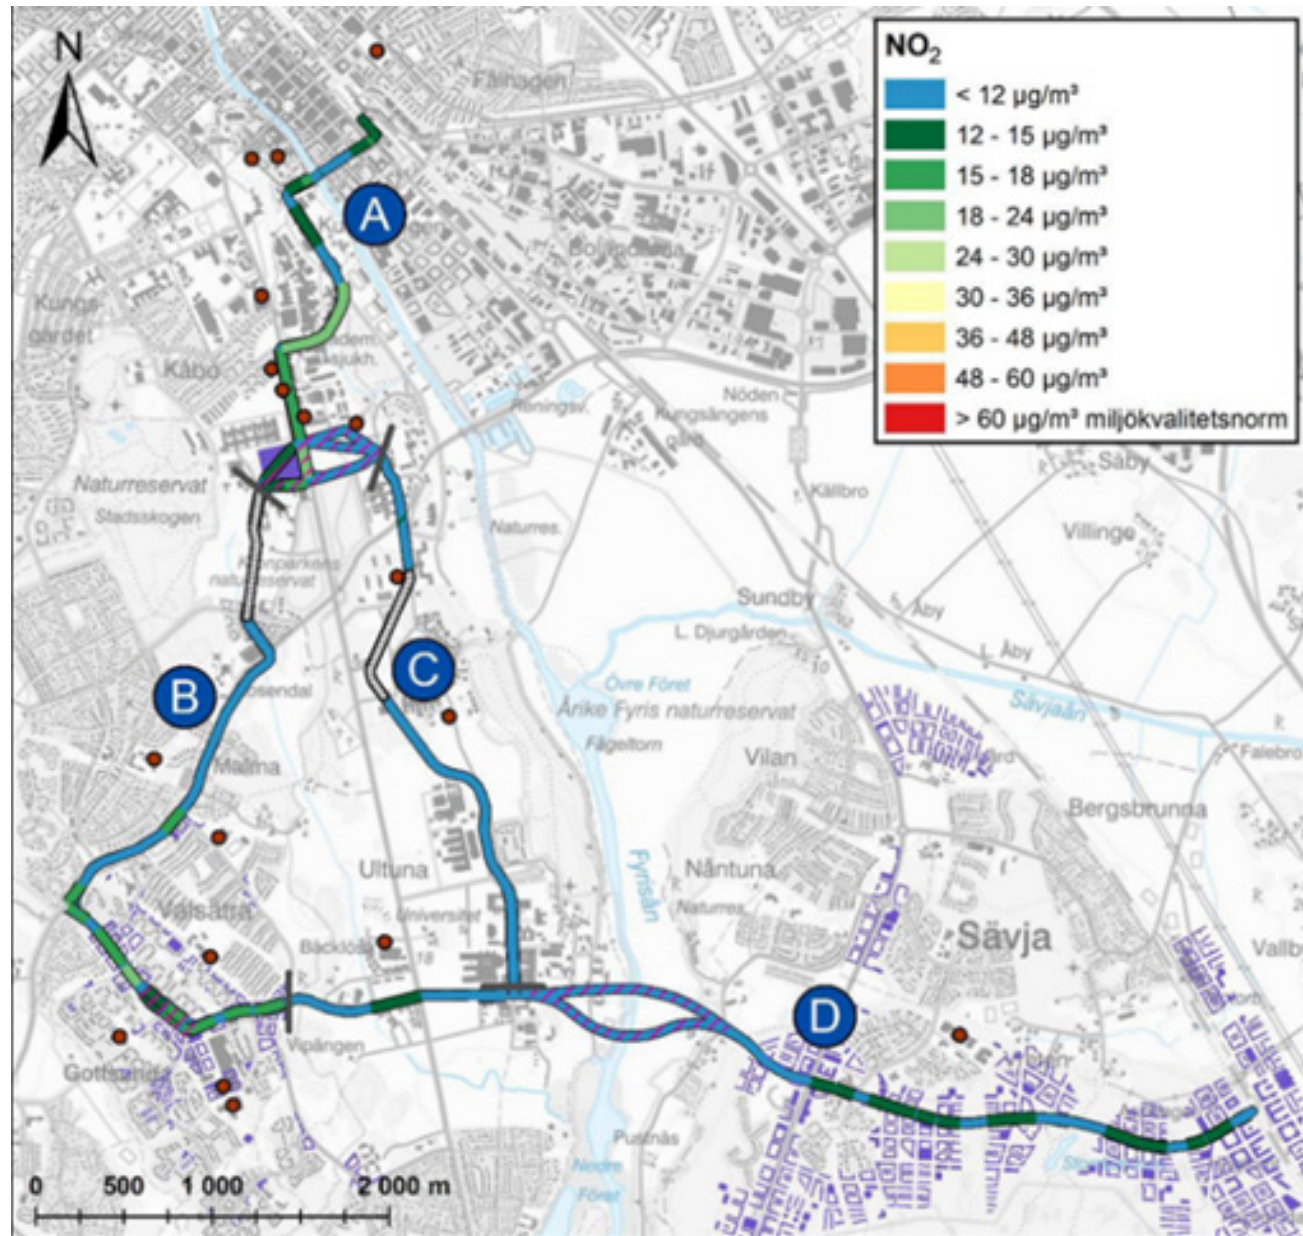 N
NO₂
< 12 µg/m³
12 - 15 µg/m³
15 - 18 µg/m³
18 - 24 µg/m³
24 - 30 µg/m³
30 - 36 µg/m³
36 - 48 µg/m³
48 - 60 µg/m³
> 60 µg/m³ miljökvalitetsnorm
Fålhagen
A
Kungs-
gärdet
Kåbo
Nöden
Kungsängens
gård
Reningsv.
Säby
Källbro
Naturreservat
Stadsskogen
Naturres.
Villinge
naturreservat
Sundby
Åby
L. Djurgården
L. Åby
C
B
Övre Föret
Sävjaån
Årike Fyris naturreservat
Fågeltorn
Falebro
Vilan
Malma
Bergsbrunna
Ultuna
Fyrisån
Nåntuna
Valsätra
Universitet
Naturres.
Sävja
Bäcklösa
18
D
Vipängen
Gottsunda
Pustnäs
Nedre
Föret
0 500 1 000 2 000 m